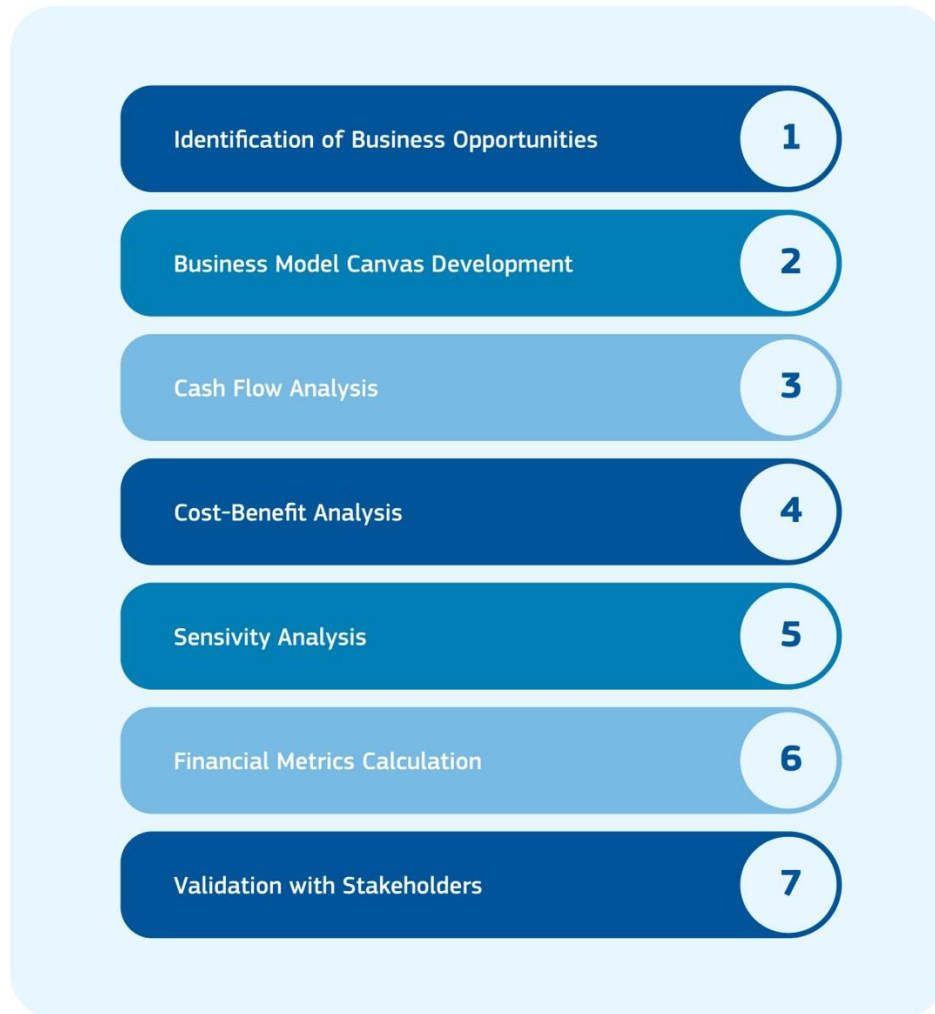 Identification of Business Opportunities 1
Business Model Canvas Development 2
Cash Flow Analysis 3
Cost-Benefit Analysis 4
Sensivity Analysis 5
Financial Metrics Calculation 6
Validation with Stakeholders 7